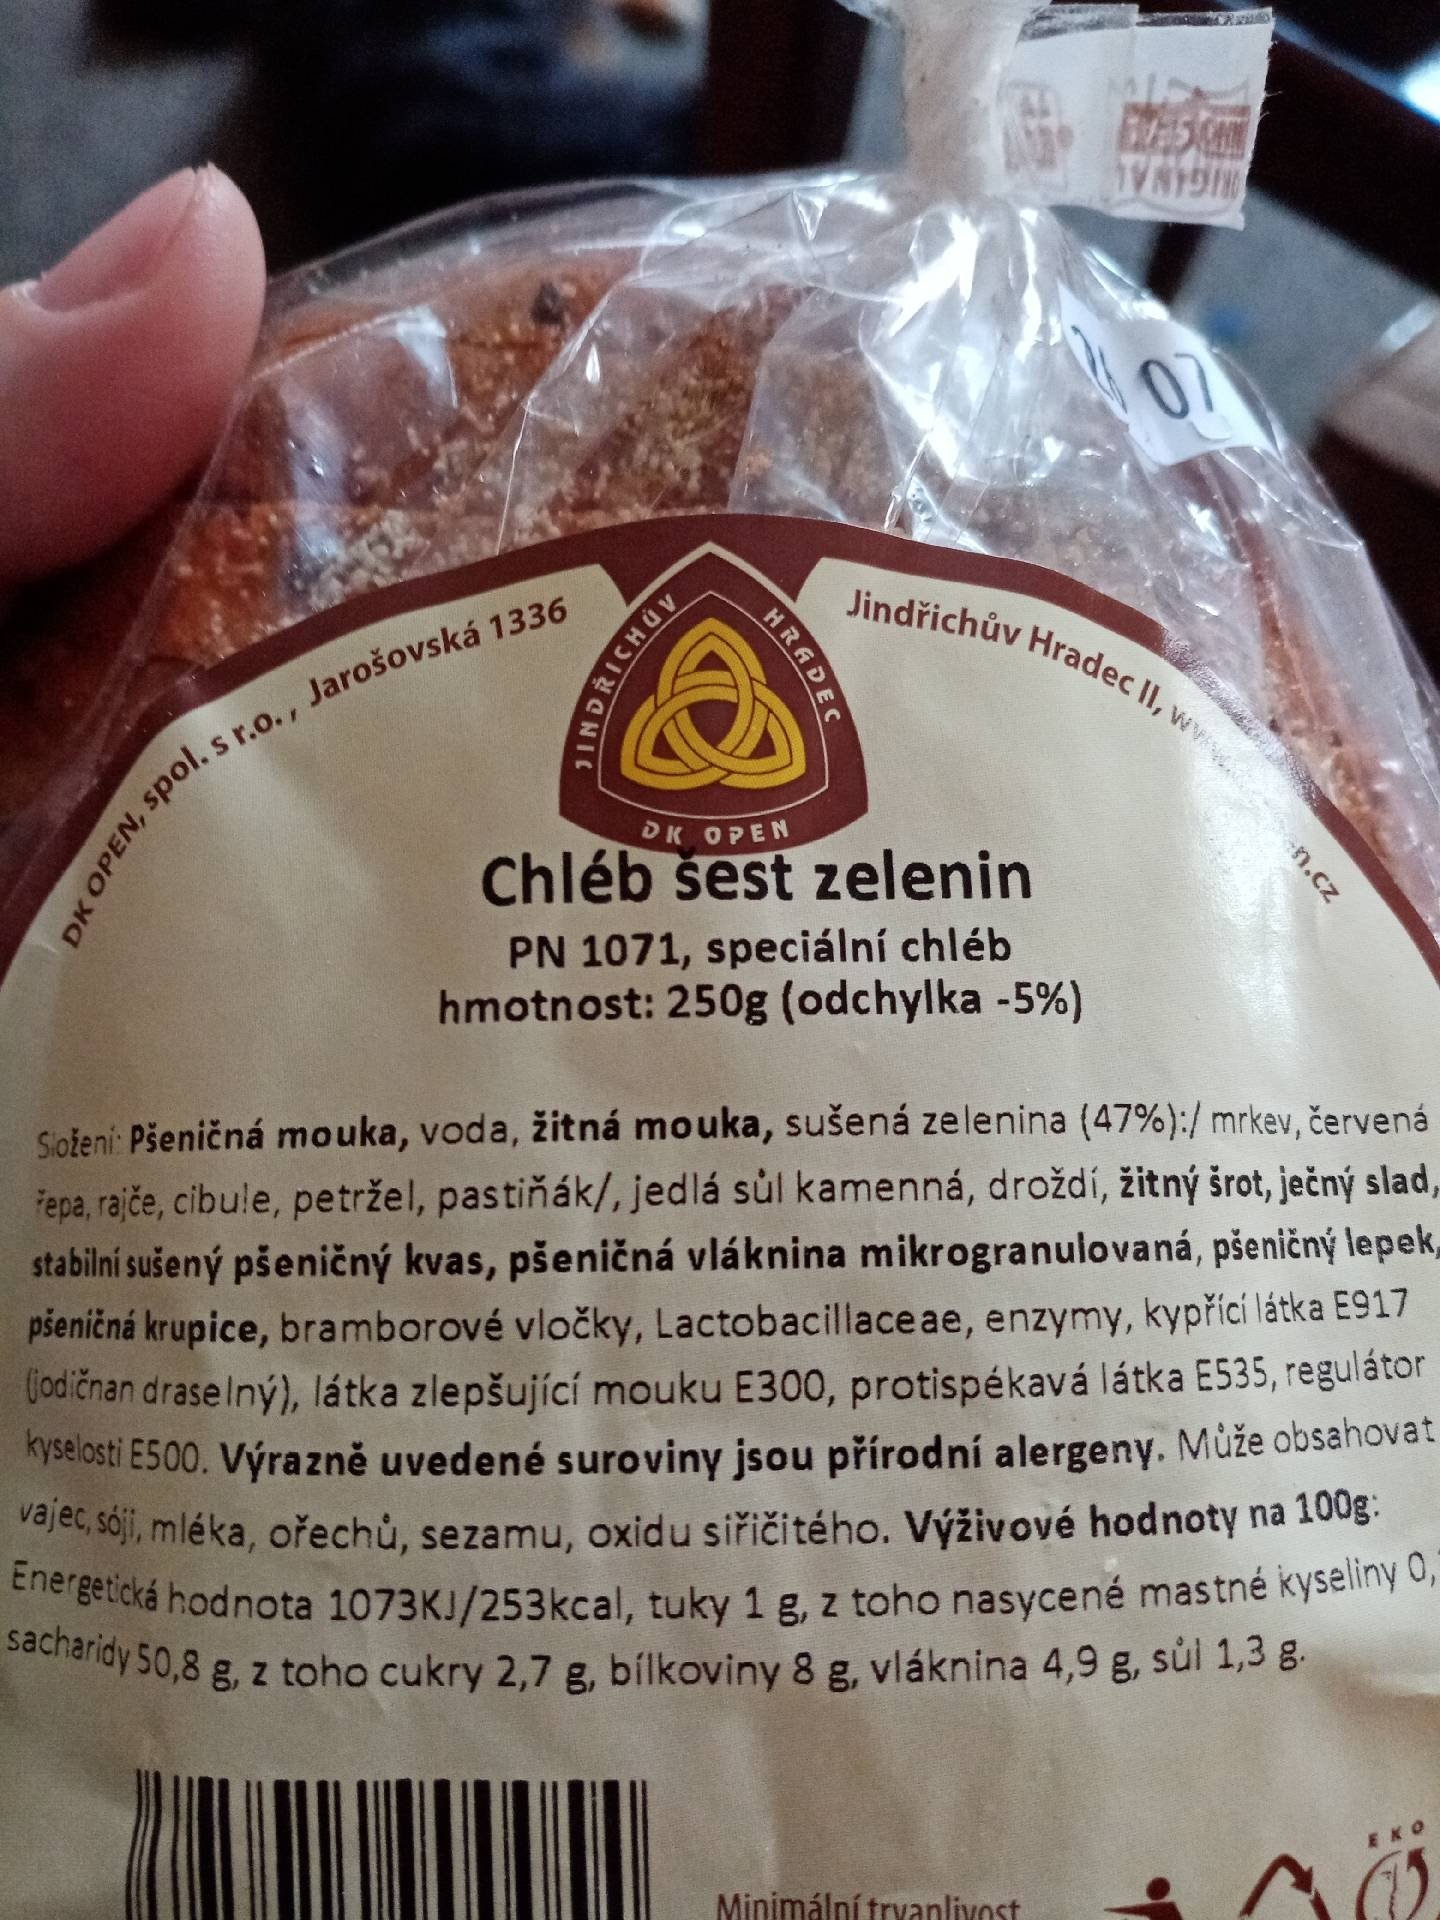 26 07
DK OPEN, spol. s r.o., Jarošovská 1336
JINDŘICHŮV HRADEC
DK OPEN
Jindřichův Hradec II,
Chléb šest zelenin
PN 1071, speciální chléb
hmotnost: 250g (odchylka -5%)
Složení: Pšeničná mouka, voda, žitná mouka, sušená zelenina (47%):/ mrkev, červená
řepa, rajče, cibule, petržel, pastiňák/, jedlá sůl kamenná, droždí, žitný šrot, ječný slad,
stabilní sušený pšeničný kvas, pšeničná vláknina mikrogranulovaná, pšeničný lepek,
pšeničná krupice, bramborové vločky, Lactobacillaceae, enzymy, kypřící látka E917
(jodičnan draselný), látka zlepšující mouku E300, protispékavá látka E535, regulátor
kyselosti E500. Výrazně uvedené suroviny jsou přírodní alergeny. Může obsahovat
vajec, sóji, mléka, ořechů, sezamu, oxidu siřičitého. Výživové hodnoty na 100g:
Energetická hodnota 1073KJ/253kcal, tuky 1 g, z toho nasycené mastné kyseliny
sacharidy 50,8 g, z toho cukry 2,7 g, bílkoviny 8 g, vláknina 4,9 g, sůl 1,3 g.
EKO
Minimální trvanlivost